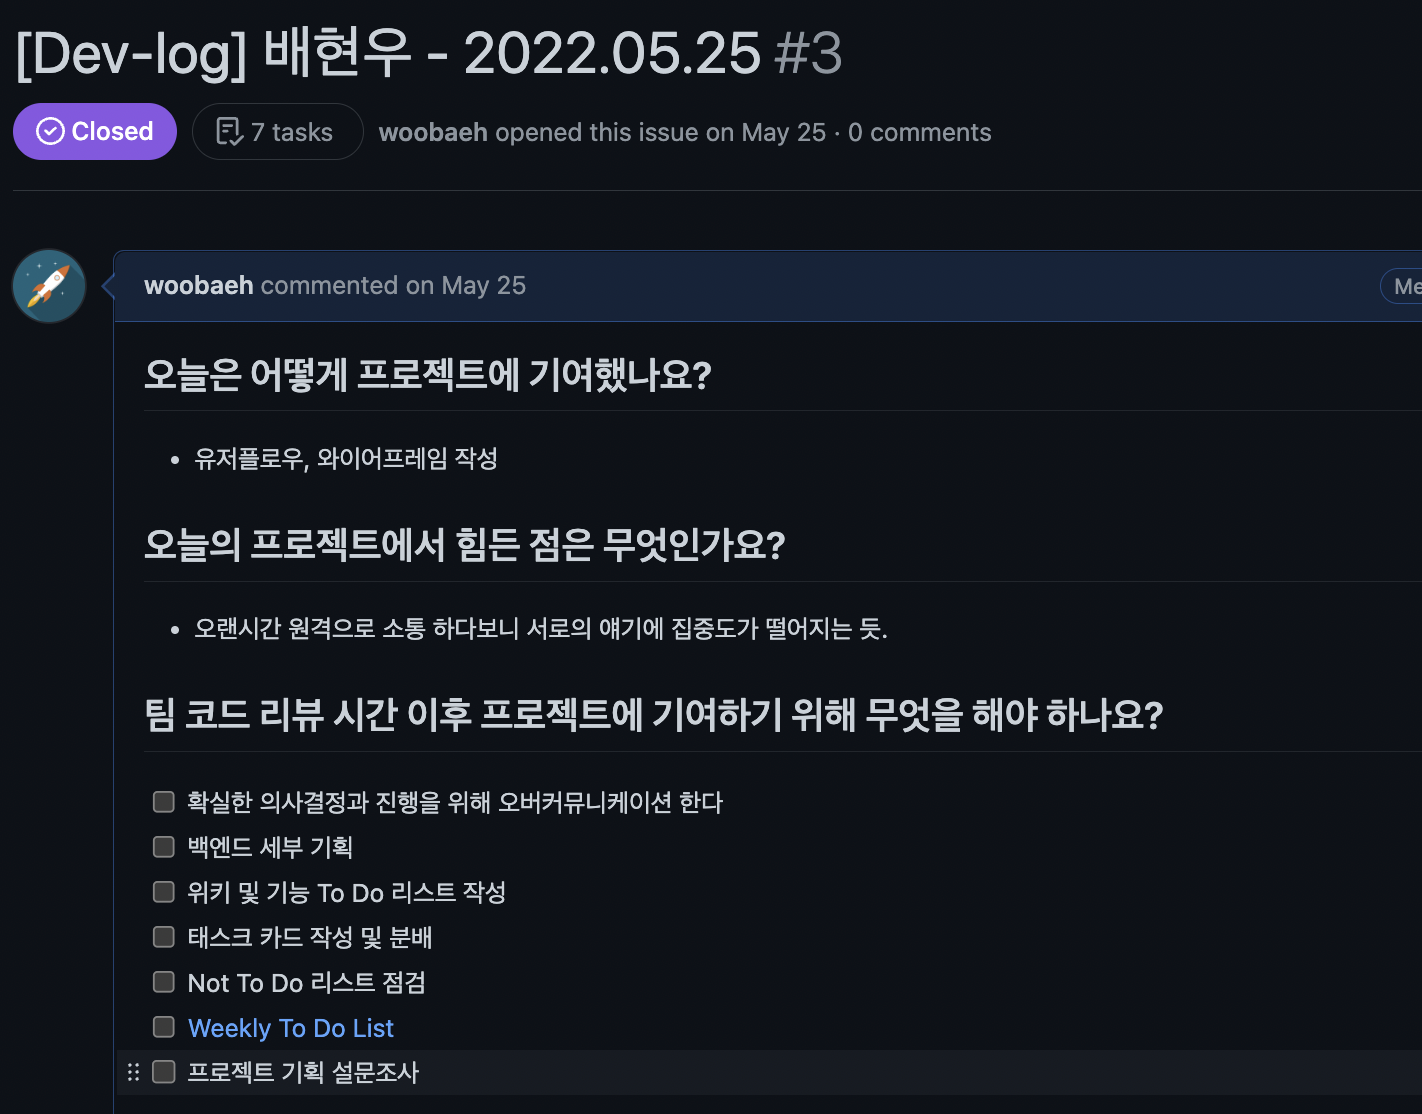 [Dev-log] 배현우 - 2022.05.25 #3
Closed 7 tasks woobaeh opened this issue on May 25 · 0 comments
woobaeh commented on May 25
오늘은 어떻게 프로젝트에 기여했나요?
• 유저플로우, 와이어프레임 작성
오늘의 프로젝트에서 힘든 점은 무엇인가요?
• 오랜시간 원격으로 소통 하다보니 서로의 얘기에 집중도가 떨어지는 듯.
팀 코드 리뷰 시간 이후 프로젝트에 기여하기 위해 무엇을 해야 하나요?
확실한 의사결정과 진행을 위해 오버커뮤니케이션 한다
백엔드 세부 기획
위키 및 기능 To Do 리스트 작성
태스크 카드 작성 및 분배
Not To Do 리스트 점검
Weekly To Do List
프로젝트 기획 설문조사